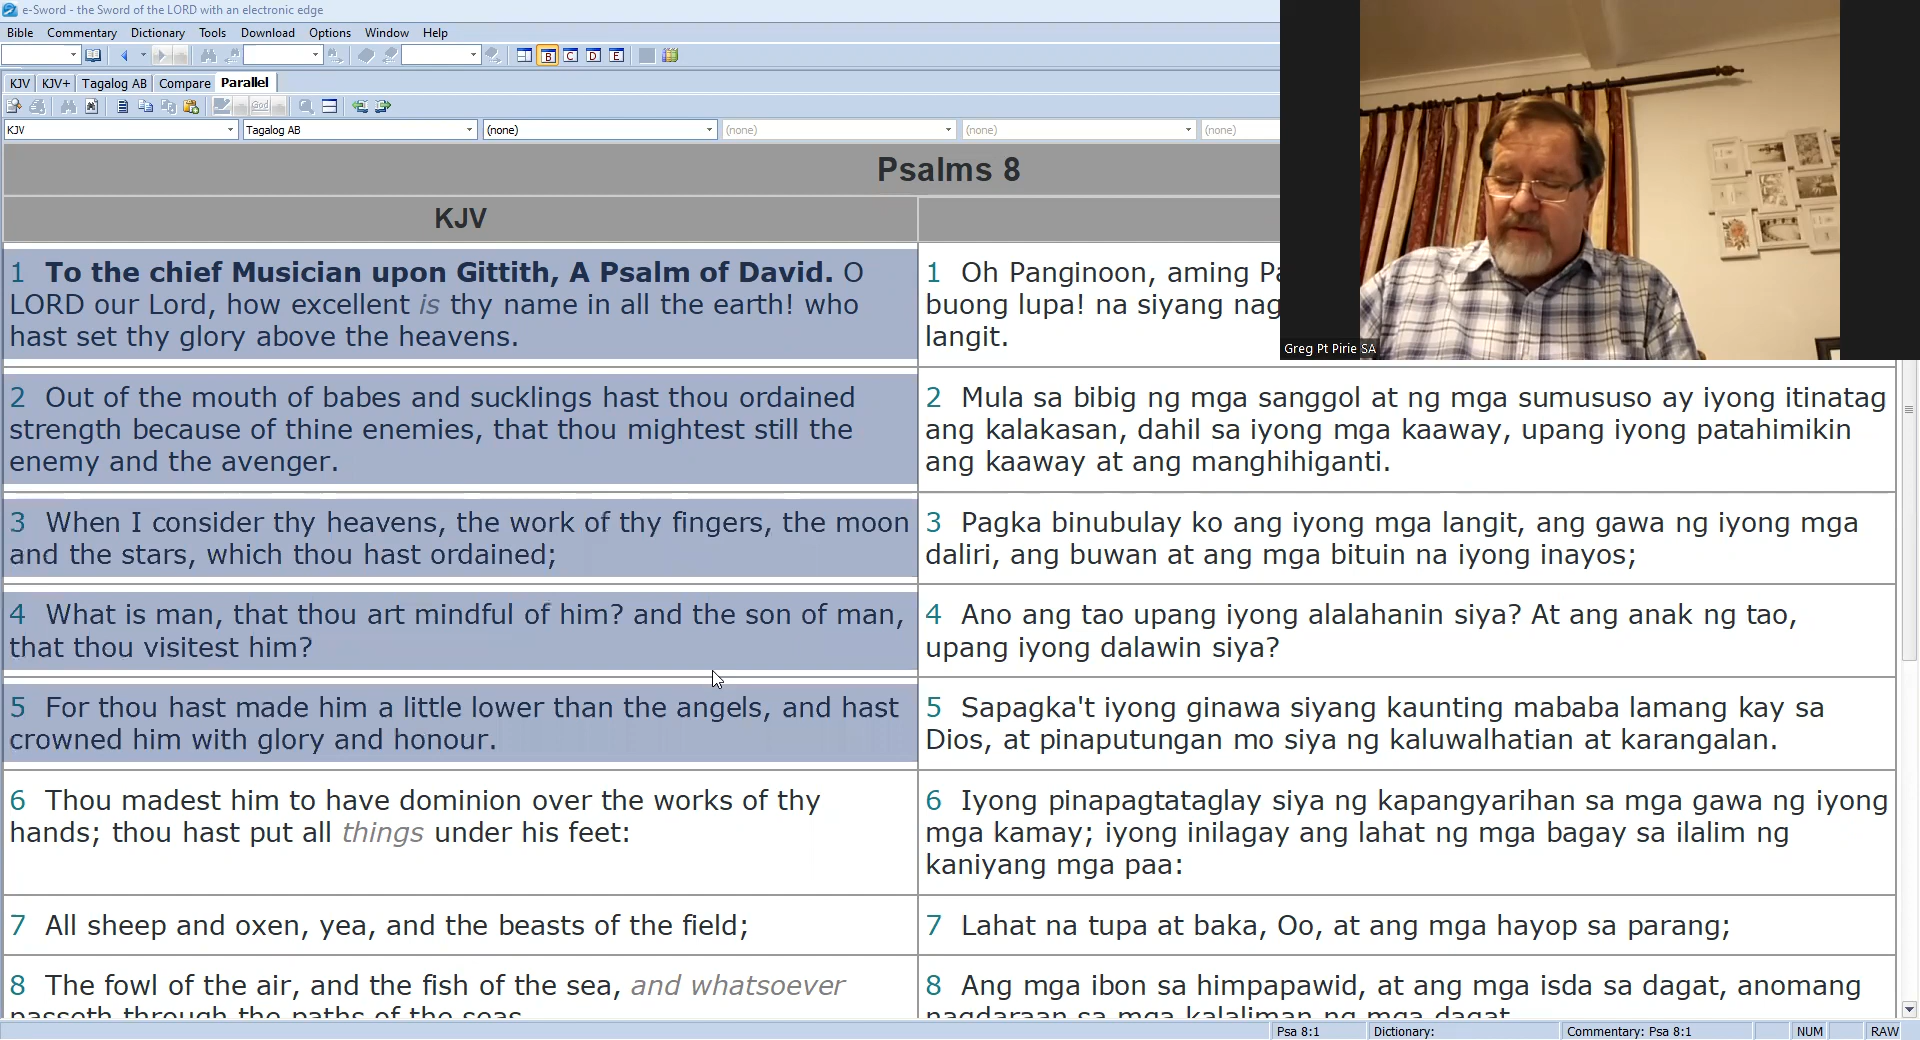 e-Sword - the Sword of the LORD with an electronic edge
Bible Commentary Dictionary Tools Download Options Window Help
B C D E
KJV KJV+ Tagalog AB Compare Parallel
God
KJV Tagalog AB (none) (none) (none) (none)
Psalms 8
KJV
1 To the chief Musician upon Gittith, A Psalm of David. O
LORD our Lord, how excellent is thy name in all the earth! who
hast set thy glory above the heavens.
1 Oh Panginoon, aming
buong lupa! na siyang
langit.
Greg Pt Pirie SA
2 Out of the mouth of babes and sucklings hast thou ordained
strength because of thine enemies, that thou mightest still the
enemy and the avenger.
2 Mula sa bibig ng mga sanggol at ng mga sumususo ay iyong itinatag
ang kalakasan, dahil sa iyong mga kaaway, upang iyong patahimikin
ang kaaway at ang manghihiganti.
3 When I consider thy heavens, the work of thy fingers, the moon
and the stars, which thou hast ordained;
3 Pagka binubulay ko ang iyong mga langit, ang gawa ng iyong mga
daliri, ang buwan at ang mga bituin na iyong inayos;
4 What is man, that thou art mindful of him? and the son of man,
that thou visitest him?
4 Ano ang tao upang iyong alalahanin siya? At ang anak ng tao,
upang iyong dalawin siya?
5 For thou hast made him a little lower than the angels, and hast
crowned him with glory and honour.
5 Sapagka't iyong ginawa siyang kaunting mababa lamang kay sa
Dios, at pinaputungan mo siya ng kaluwalhatian at karangalan.
6 Thou madest him to have dominion over the works of thy
hands; thou hast put all things under his feet:
6 Iyong pinapagtataglay siya ng kapangyarihan sa mga gawa ng iyong
mga kamay; iyong inilagay ang lahat ng mga bagay sa ilalim ng
kaniyang mga paa:
7 All sheep and oxen, yea, and the beasts of the field;
7 Lahat na tupa at baka, Oo, at ang mga hayop sa parang;
8 The fowl of the air, and the fish of the sea, and whatsoever
passeth through the paths of the seas.
8 Ang mga ibon sa himpapawid, at ang mga isda sa dagat, anomang
nagdaraan sa mga kalaliman ng mga dagat.
Psa 8:1 Dictionary: Commentary: Psa 8:1 NUM RAW